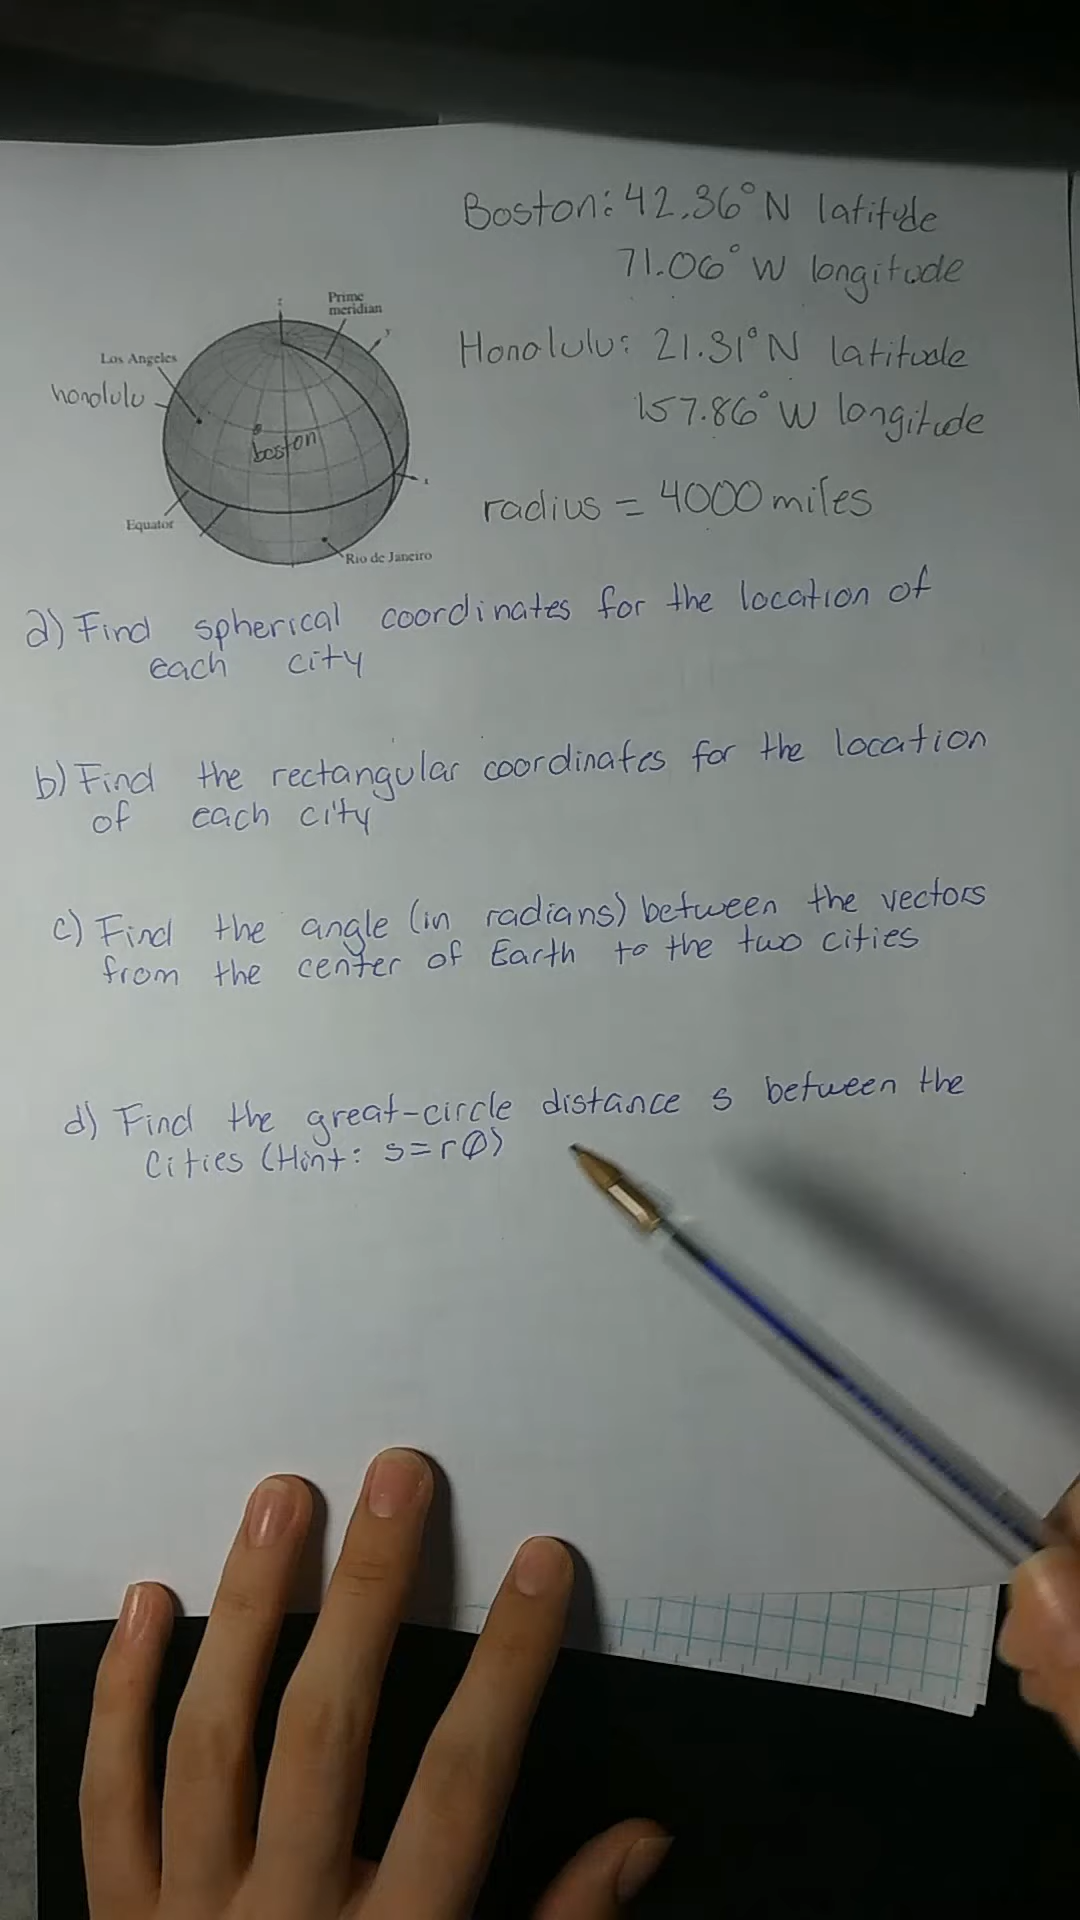 Boston: 42.36° N latitude
71.06° W longitude
Honolulu: 21.31° N latitude
157.86° W longitude
radius = 4000 miles
z
Prime
meridian
y
Los Angeles
honolulu
boston
x
Equator
Rio de Janeiro
a) Find spherical coordinates for the location of
each city
b) Find the rectangular coordinates for the location
of each city
c) Find the angle (in radians) between the vectors
from the center of Earth to the two cities
d) Find the great-circle distance s between the
cities (Hint: s=rØ)